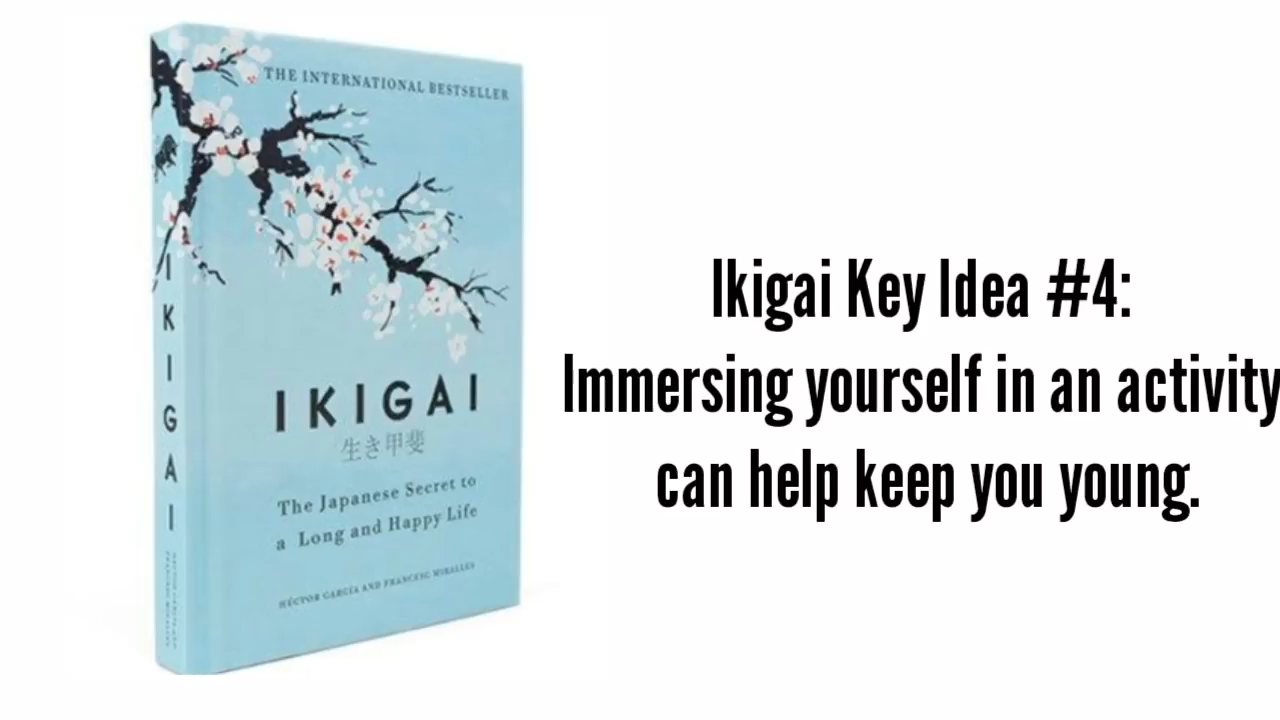 THE INTERNATIONAL BESTSELLER
IKIGAI
IKIGAI
生き甲斐
The Japanese Secret to
a Long and Happy Life
HÉCTOR GARCÍA AND FRANCESC MIRALLES
Ikigai Key Idea #4:
Immersing yourself in an activity
can help keep you young.